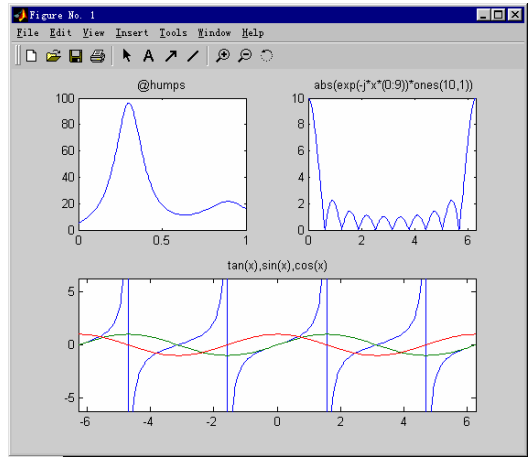 Figure No. 1
File Edit View Insert Tools Window Help
A
@humps
100
80
60
40
20
0
0 0.5 1
abs(exp(-j*x*(0:9))*ones(10,1))
10
8
6
4
2
0
0 2 4 6
tan(x),sin(x),cos(x)
5
0
-5
-6 -4 -2 0 2 4 6